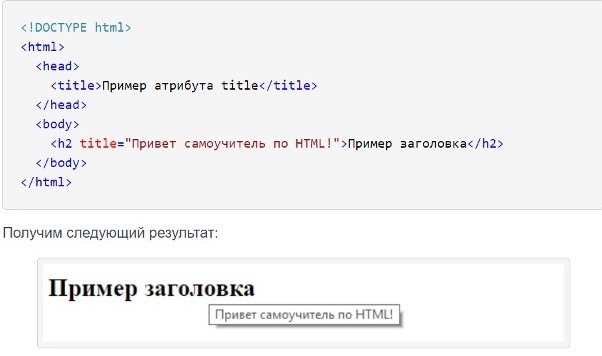 <!DOCTYPE html>
<html>
<head>
<title>Пример атрибута title</title>
</head>
<body>
<h2 title="Привет самоучитель по HTML!">Пример заголовка</h2>
</body>
</html>
Получим следующий результат:
Пример заголовка
Привет самоучитель по HTML!